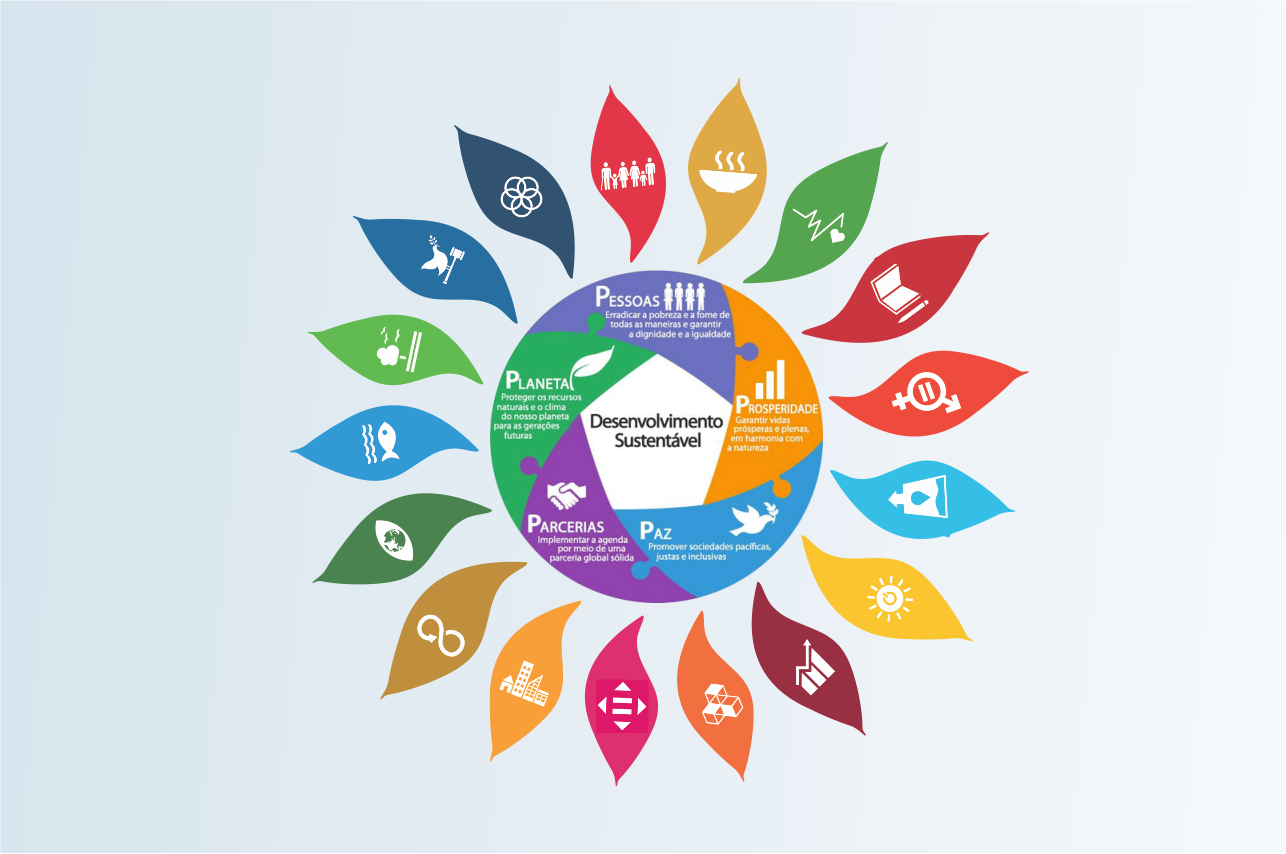 PESSOAS
Erradicar a pobreza e a fome de
todas as maneiras e garantir
a dignidade e a igualdade
PROSPERIDADE
Garantir vidas
prósperas e plenas,
em harmonia com
a natureza
PAZ
Promover sociedades pacíficas,
justas e inclusivas
PARCERIAS
Implementar a agenda
por meio de uma
parceria global sólida
PLANETA
Proteger os recursos
naturais e o clima
do nosso planeta
para as gerações
futuras
Desenvolvimento
Sustentável